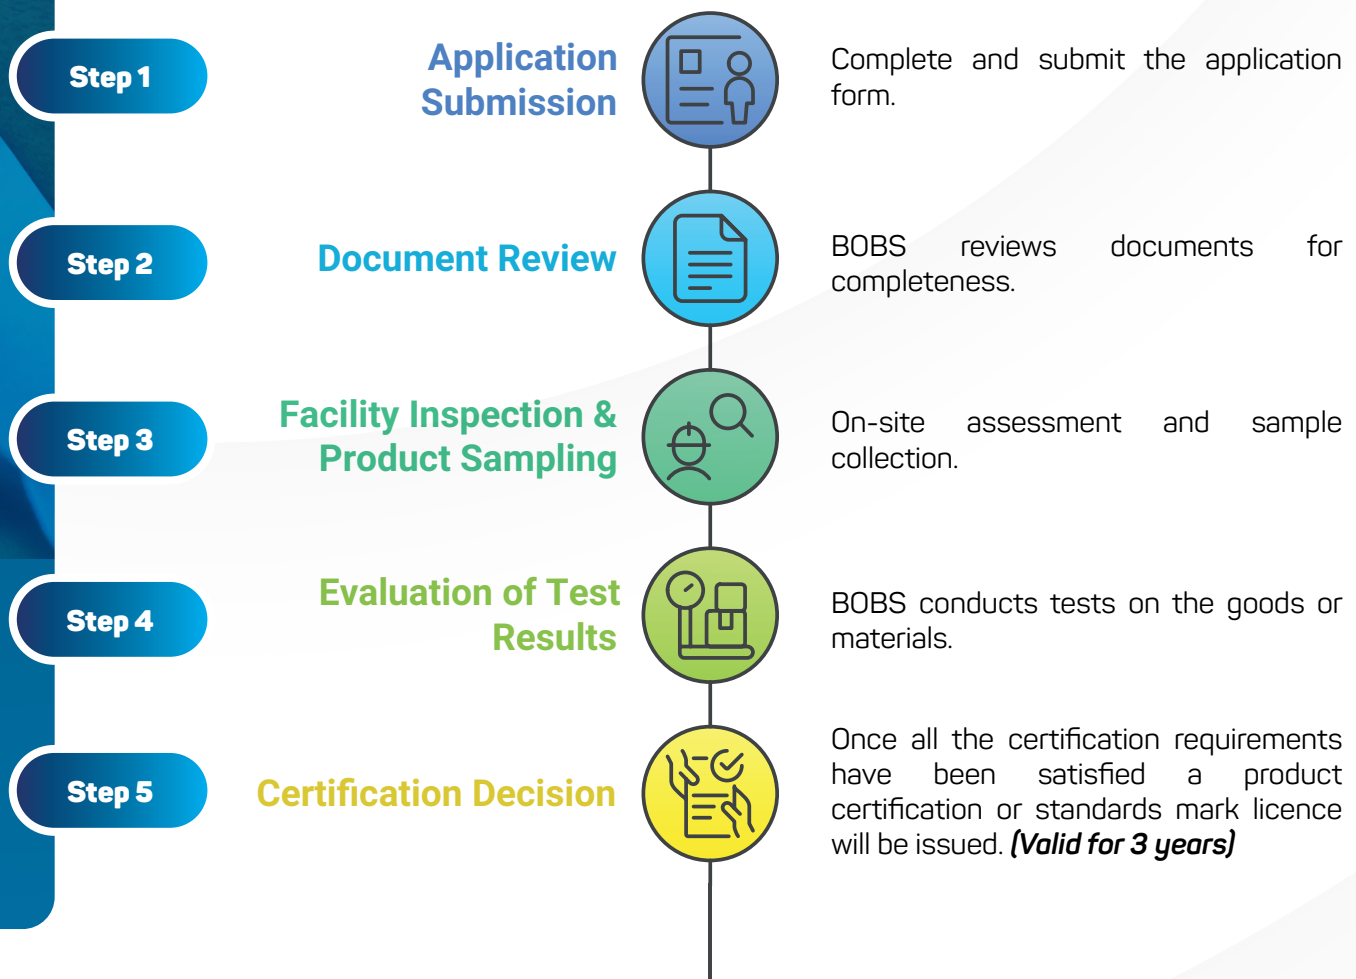 Step 1
Application
Submission
Complete and submit the application
form.
Step 2
Document Review
BOBS reviews documents for
completeness.
Step 3
Facility Inspection &
Product Sampling
On-site assessment and sample
collection.
Step 4
Evaluation of Test
Results
BOBS conducts tests on the goods or
materials.
Step 5
Certification Decision
Once all the certification requirements
have been satisfied a product
certification or standards mark licence
will be issued. (Valid for 3 years)